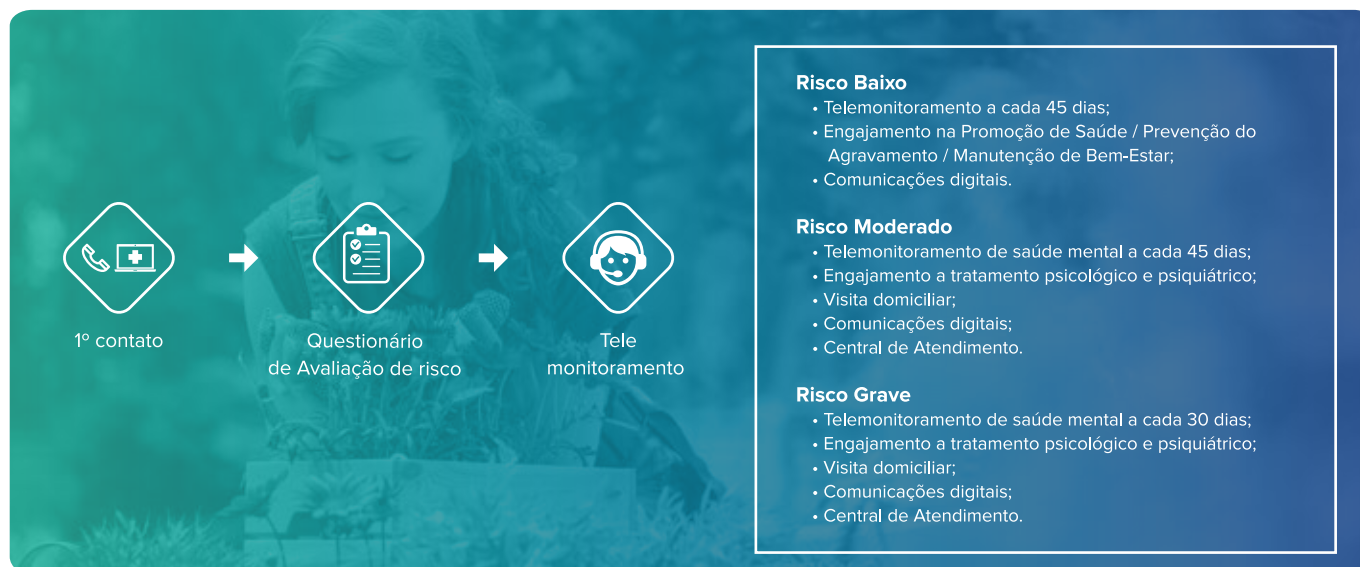 1º contato
Questionário
de Avaliação de risco
Tele
monitoramento
Risco Baixo
• Telemonitoramento a cada 45 dias;
• Engajamento na Promoção de Saúde / Prevenção do
Agravamento / Manutenção de Bem-Estar;
• Comunicações digitais.
Risco Moderado
• Telemonitoramento de saúde mental a cada 45 dias;
• Engajamento a tratamento psicológico e psiquiátrico;
• Visita domiciliar;
• Comunicações digitais;
• Central de Atendimento.
Risco Grave
• Telemonitoramento de saúde mental a cada 30 dias;
• Engajamento a tratamento psicológico e psiquiátrico;
• Visita domiciliar;
• Comunicações digitais;
• Central de Atendimento.